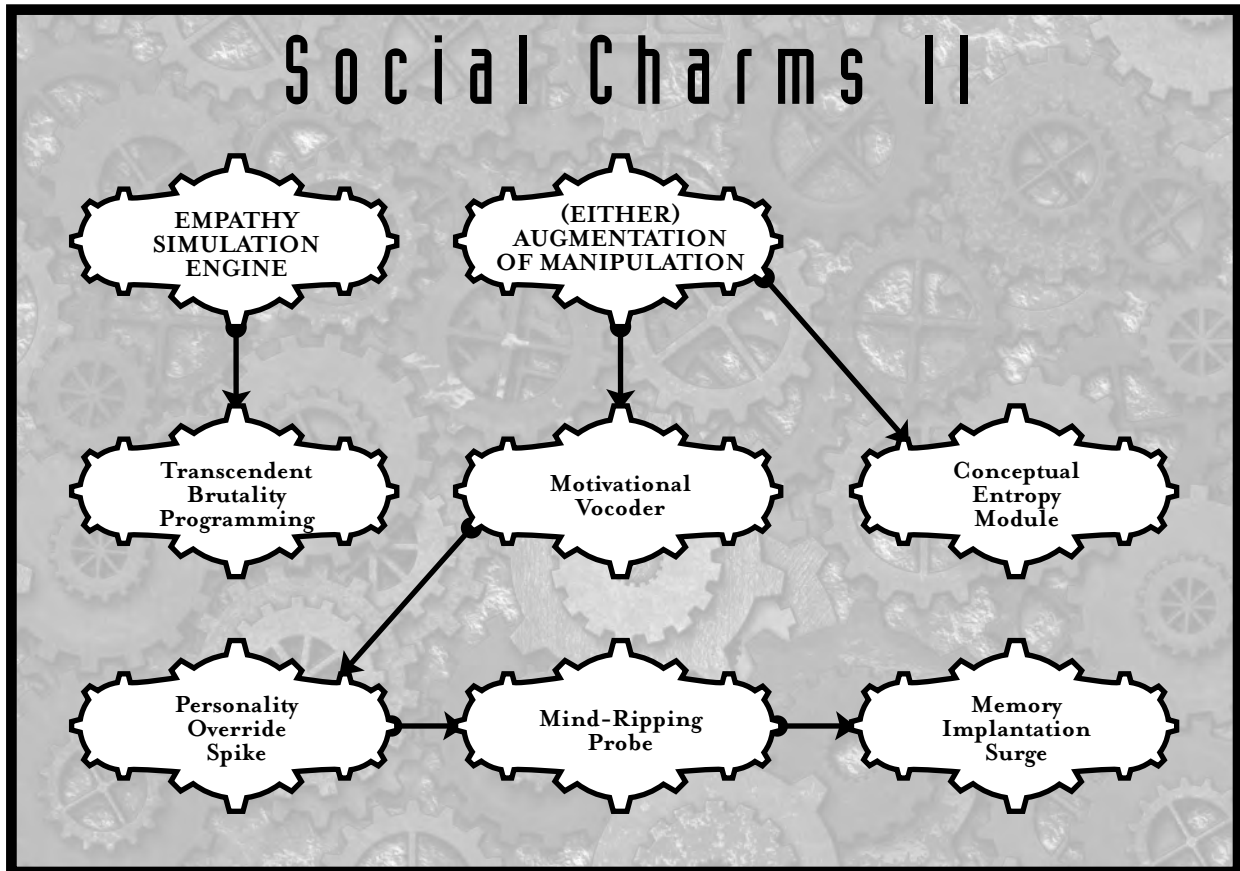 Social Charms II
EMPATHY
SIMULATION
ENGINE
(EITHER)
AUGMENTATION
OF MANIPULATION
Transcendent
Brutality
Programming
Motivational
Vocoder
Conceptual
Entropy
Module
Personality
Override
Spike
Mind-Ripping
Probe
Memory
Implantation
Surge